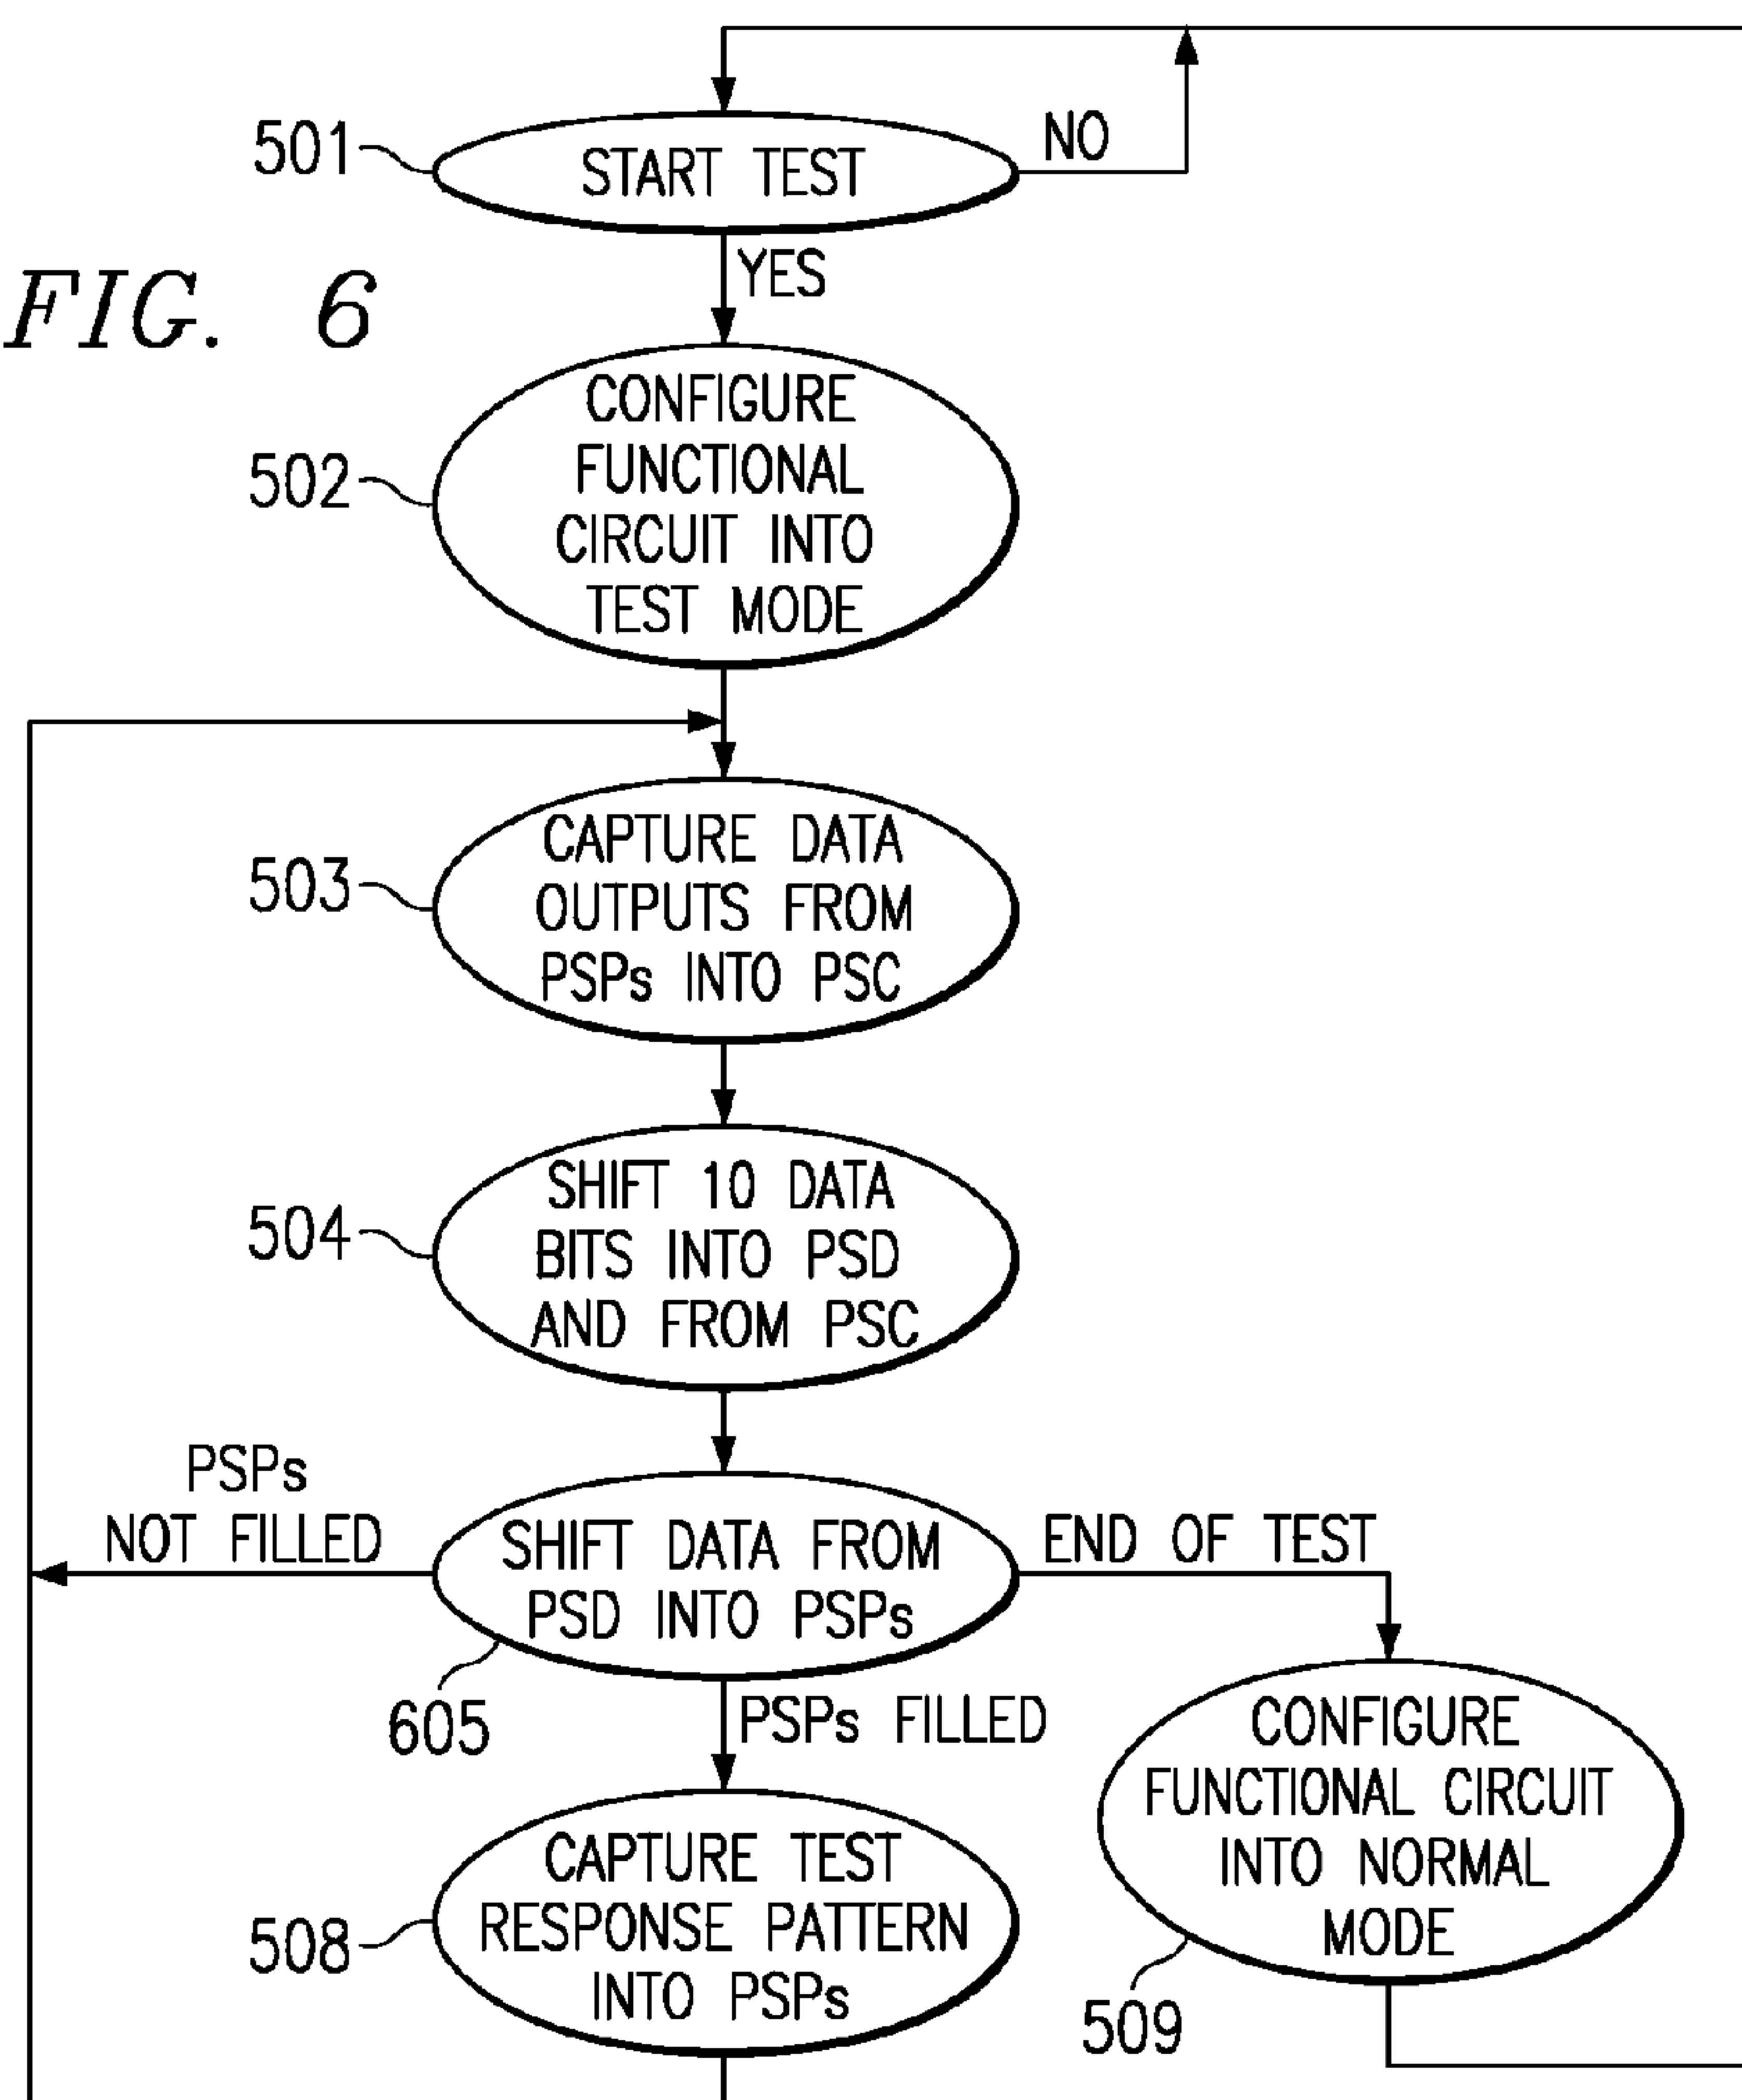 501
START TEST
NO
YES
FIG. 6
502
CONFIGURE
FUNCTIONAL
CIRCUIT INTO
TEST MODE
503
CAPTURE DATA
OUTPUTS FROM
PSPs INTO PSC
504
SHIFT 10 DATA
BITS INTO PSD
AND FROM PSC
PSPs
NOT FILLED
SHIFT DATA FROM
PSD INTO PSPs
END OF TEST
605
PSPs FILLED
CONFIGURE
FUNCTIONAL CIRCUIT
INTO NORMAL
MODE
509
508
CAPTURE TEST
RESPONSE PATTERN
INTO PSPs